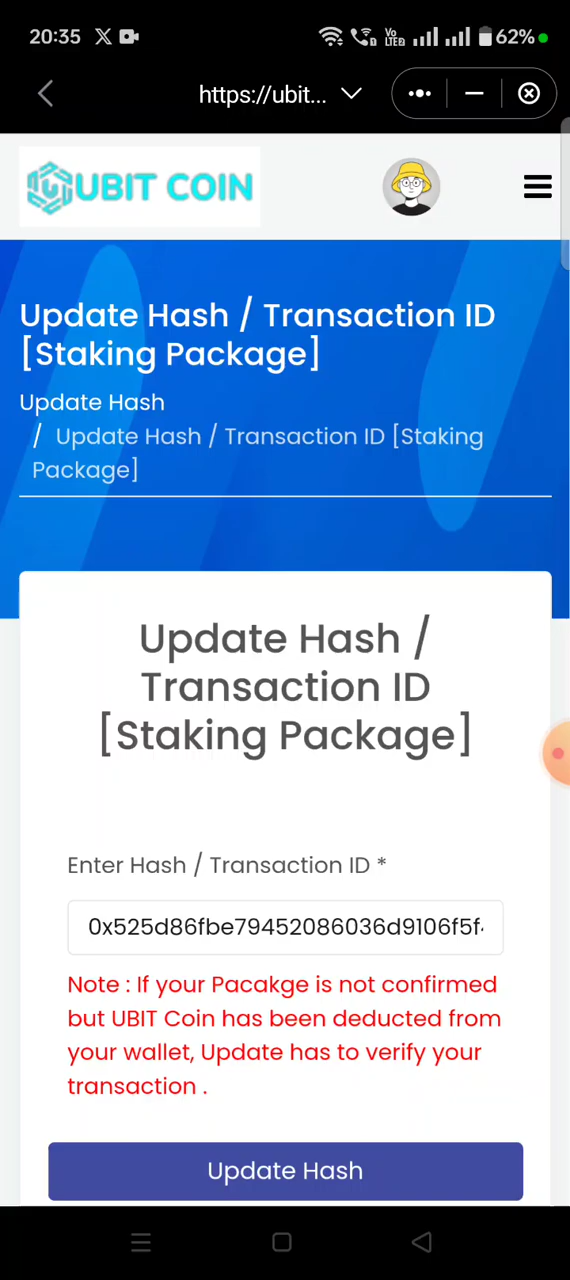 20:35 Vo LTE2 62%
https://ubit...
UBIT COIN
Update Hash / Transaction ID
[Staking Package]
Update Hash
/ Update Hash / Transaction ID [Staking
Package]
Update Hash /
Transaction ID
[Staking Package]
Enter Hash / Transaction ID *
0x525d86fbe79452086036d9106f5f
Note : If your Pacakge is not confirmed
but UBIT Coin has been deducted from
your wallet, Update has to verify your
transaction .
Update Hash